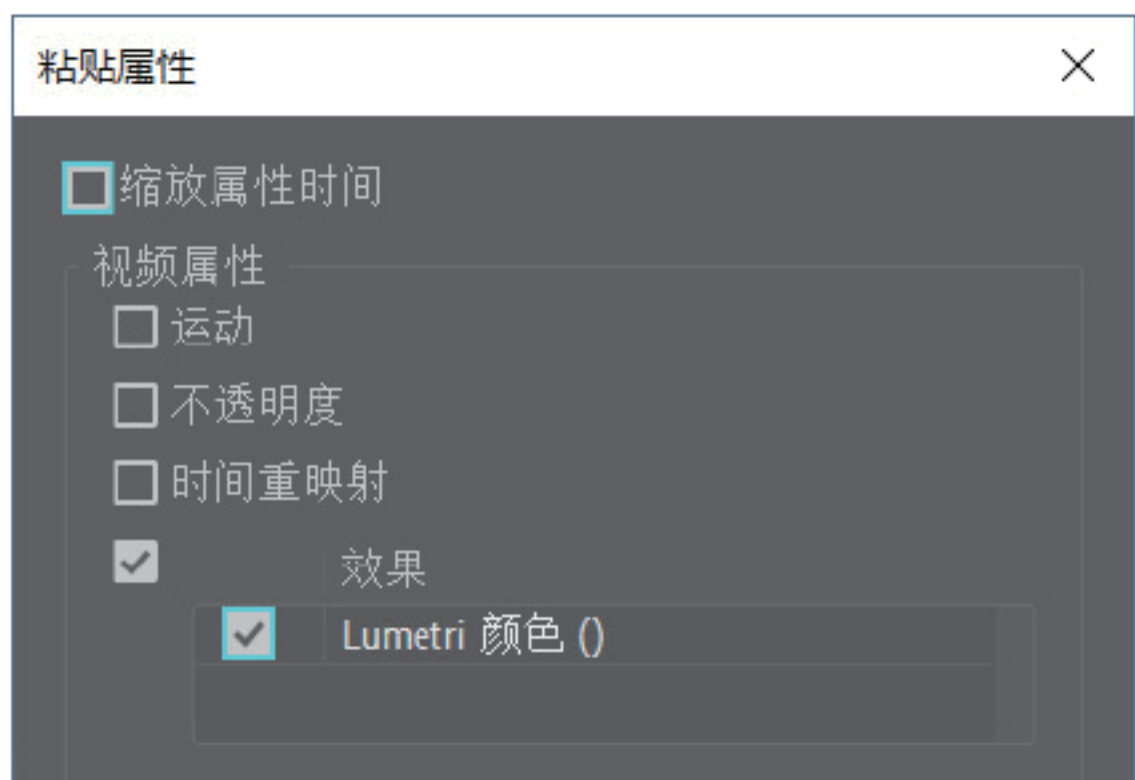 粘贴属性
缩放属性时间
视频属性
运动
不透明度
时间重映射
效果
Lumetri 颜色 ()